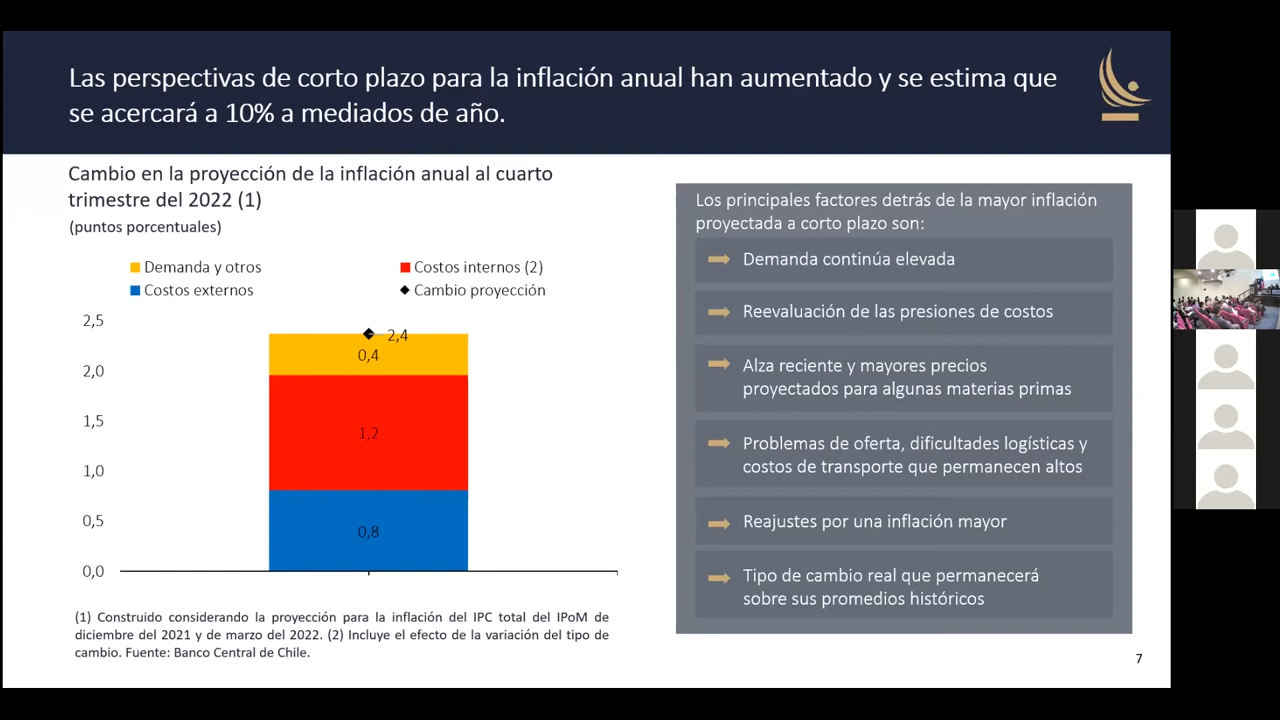 Las perspectivas de corto plazo para la inflación anual han aumentado y se estima que
se acercará a 10% a mediados de año.
Cambio en la proyección de la inflación anual al cuarto
trimestre del 2022 (1)
(puntos porcentuales)
Demanda y otros
Costos internos (2)
Costos externos
Cambio proyección
2,5
2,0
1,5
1,0
0,5
0,0
2,4
0,4
1,2
0,8
(1) Construido considerando la proyección para la inflación del IPC total del IPoM de
diciembre del 2021 y de marzo del 2022. (2) Incluye el efecto de la variación del tipo de
cambio. Fuente: Banco Central de Chile.
Los principales factores detrás de la mayor inflación
proyectada a corto plazo son:
Demanda continúa elevada
Reevaluación de las presiones de costos
Alza reciente y mayores precios
proyectados para algunas materias primas
Problemas de oferta, dificultades logísticas y
costos de transporte que permanecen altos
Reajustes por una inflación mayor
Tipo de cambio real que permanecerá
sobre sus promedios históricos
7